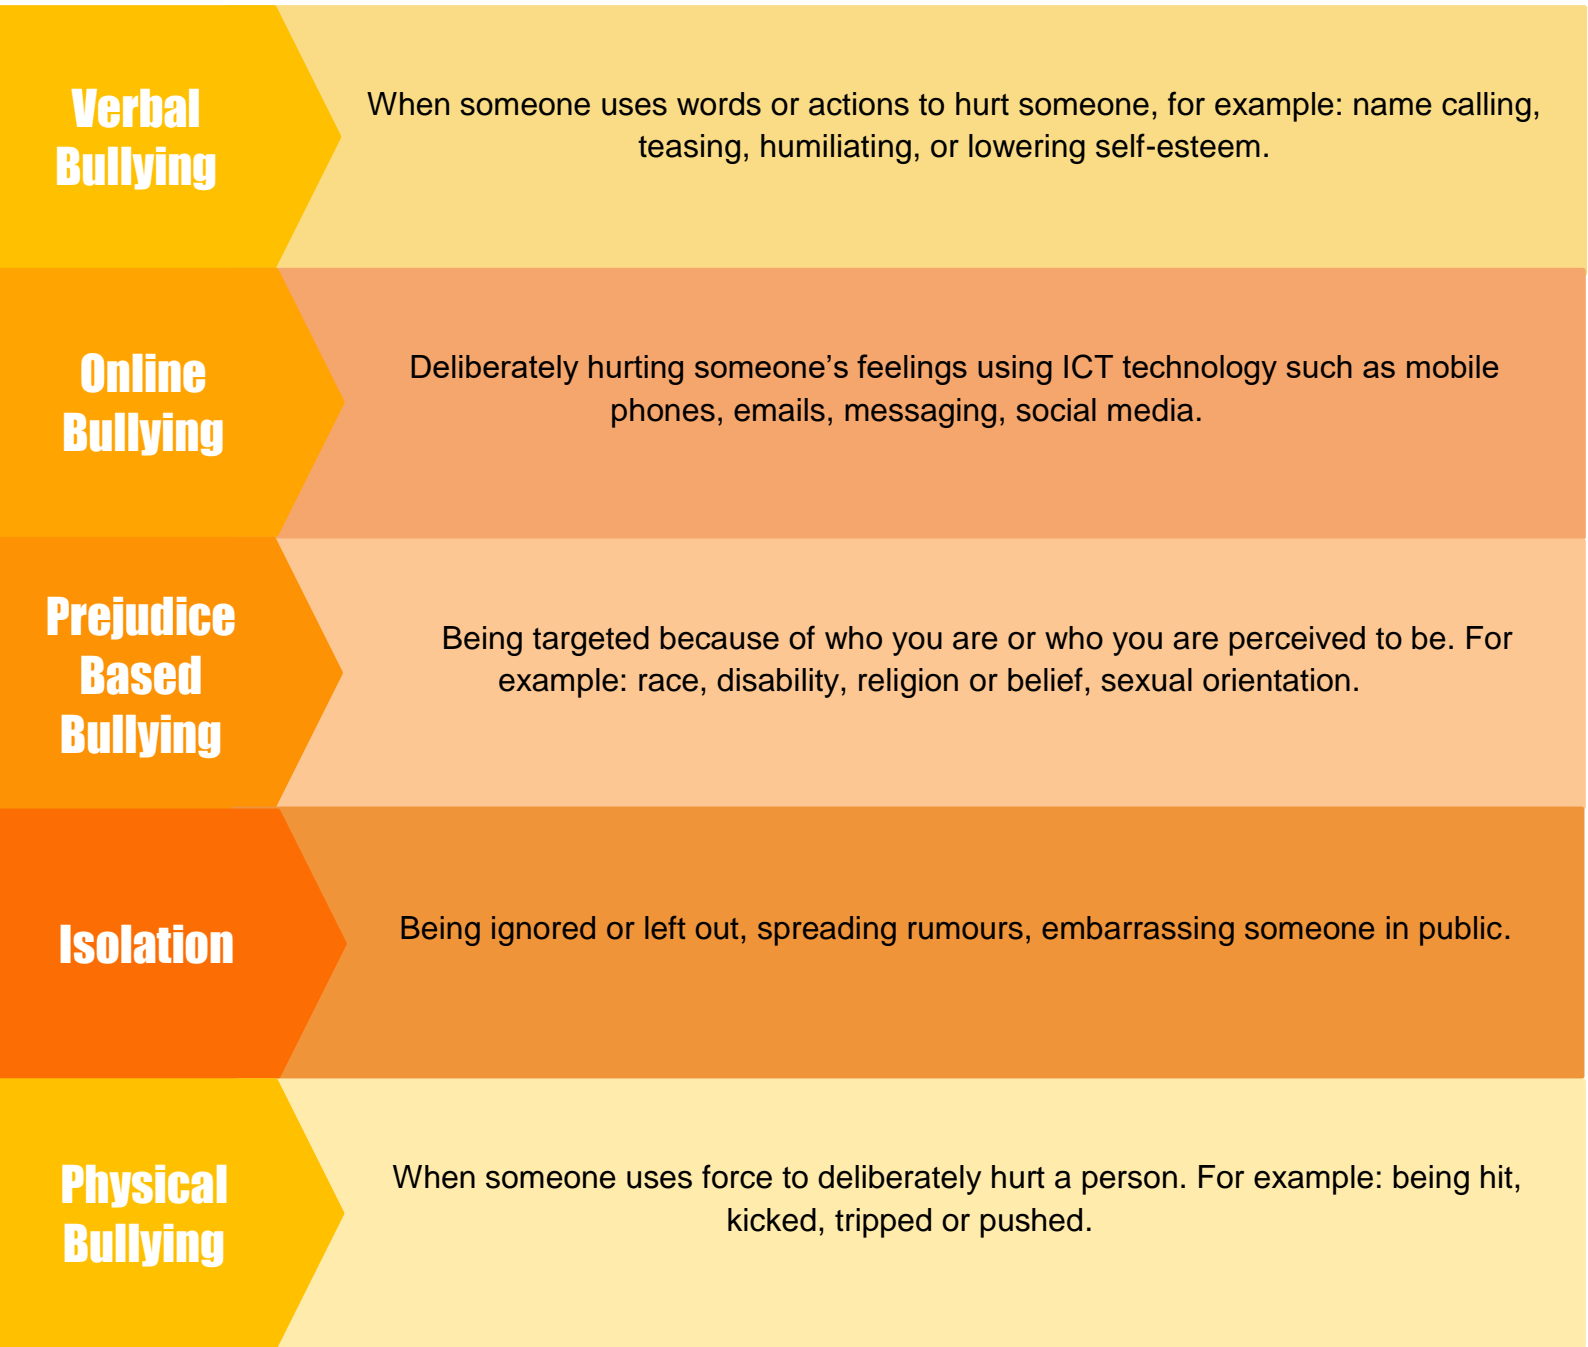 Verbal
Bullying
When someone uses words or actions to hurt someone, for example: name calling,
teasing, humiliating, or lowering self-esteem.
Online
Bullying
Deliberately hurting someone’s feelings using ICT technology such as mobile
phones, emails, messaging, social media.
Prejudice
Based
Bullying
Being targeted because of who you are or who you are perceived to be. For
example: race, disability, religion or belief, sexual orientation.
Isolation
Being ignored or left out, spreading rumours, embarrassing someone in public.
Physical
Bullying
When someone uses force to deliberately hurt a person. For example: being hit,
kicked, tripped or pushed.